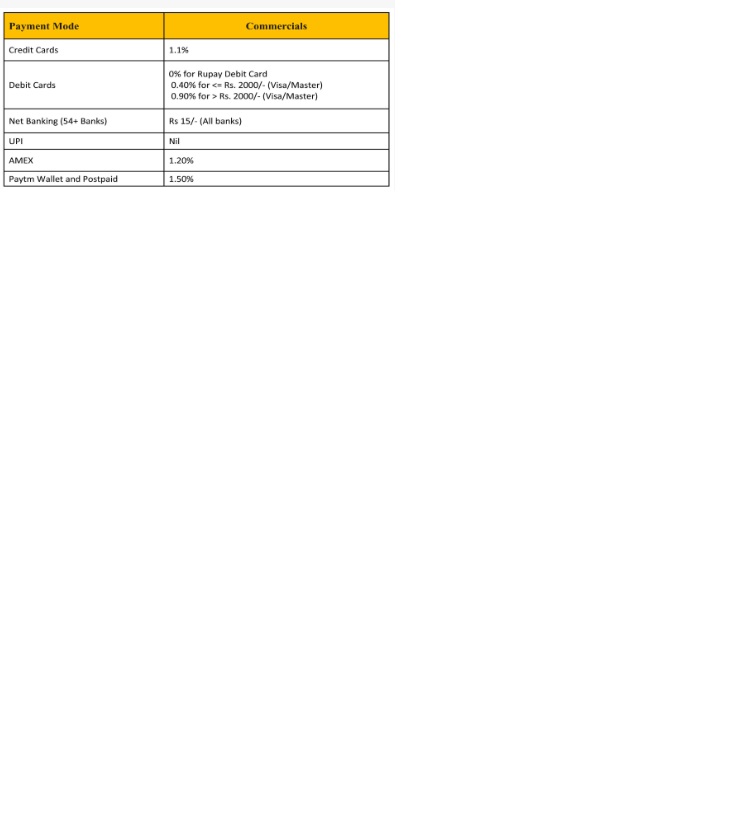 Payment Mode Commercials
Credit Cards 1.1%
Debit Cards
0% for Rupay Debit Card
0.40% for <= Rs. 2000/- (Visa/Master)
0.90% for > Rs. 2000/- (Visa/Master)
Net Banking (54+ Banks) Rs 15/- (All banks)
UPI Nil
AMEX 1.20%
Paytm Wallet and Postpaid 1.50%